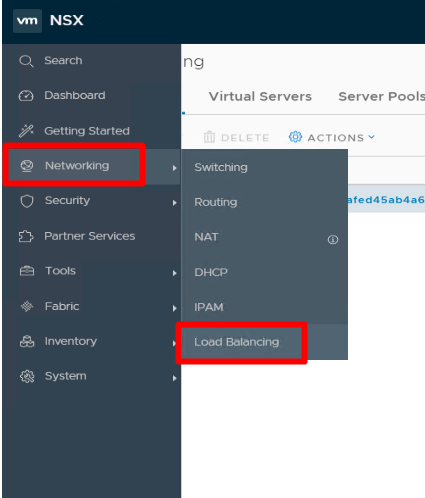 vm NSX
Search
ng
Dashboard
Virtual Servers Server Pools
Getting Started
DELETE ACTIONS
Networking
Switching
Security
Routing
afed45ab4a6
Partner Services
NAT
Tools
DHCP
Fabric
IPAM
Inventory
Load Balancing
System